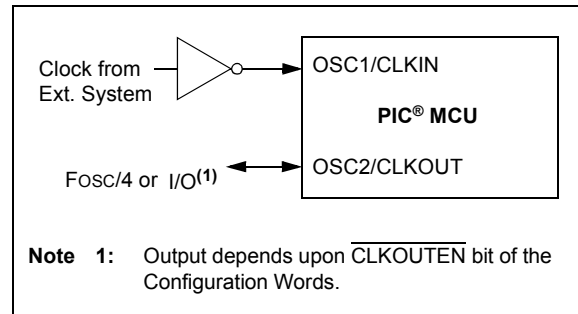 Clock from
Ext. System
OSC1/CLKIN
PIC® MCU
FOSC/4 or I/O(1)
OSC2/CLKOUT
Note 1: Output depends upon CLKOUTEN bit of the
Configuration Words.